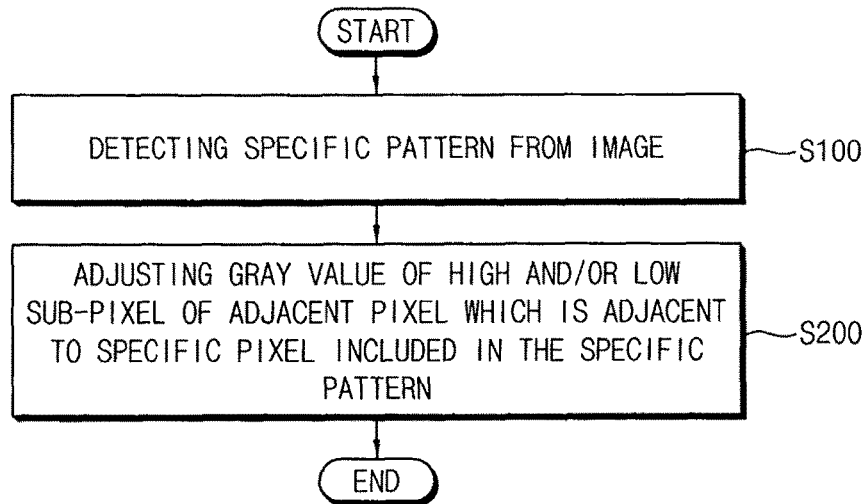 START
DETECTING SPECIFIC PATTERN FROM IMAGE
S100
ADJUSTING GRAY VALUE OF HIGH AND/OR LOW
SUB-PIXEL OF ADJACENT PIXEL WHICH IS ADJACENT
TO SPECIFIC PIXEL INCLUDED IN THE SPECIFIC
PATTERN
S200
END